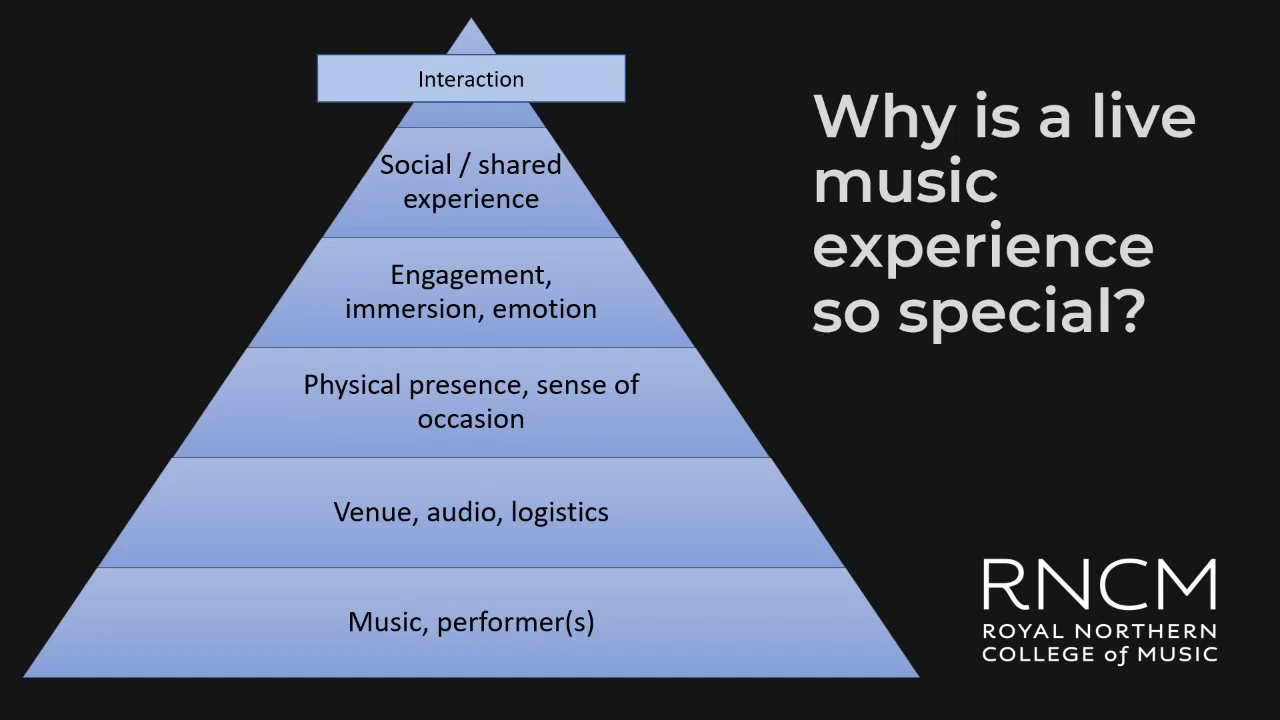 Interaction
Social / shared
experience
Engagement,
immersion, emotion
Physical presence, sense of
occasion
Venue, audio, logistics
Music, performer(s)
Why is a live
music
experience
so special?
RNCM
ROYAL NORTHERN
COLLEGE of MUSIC